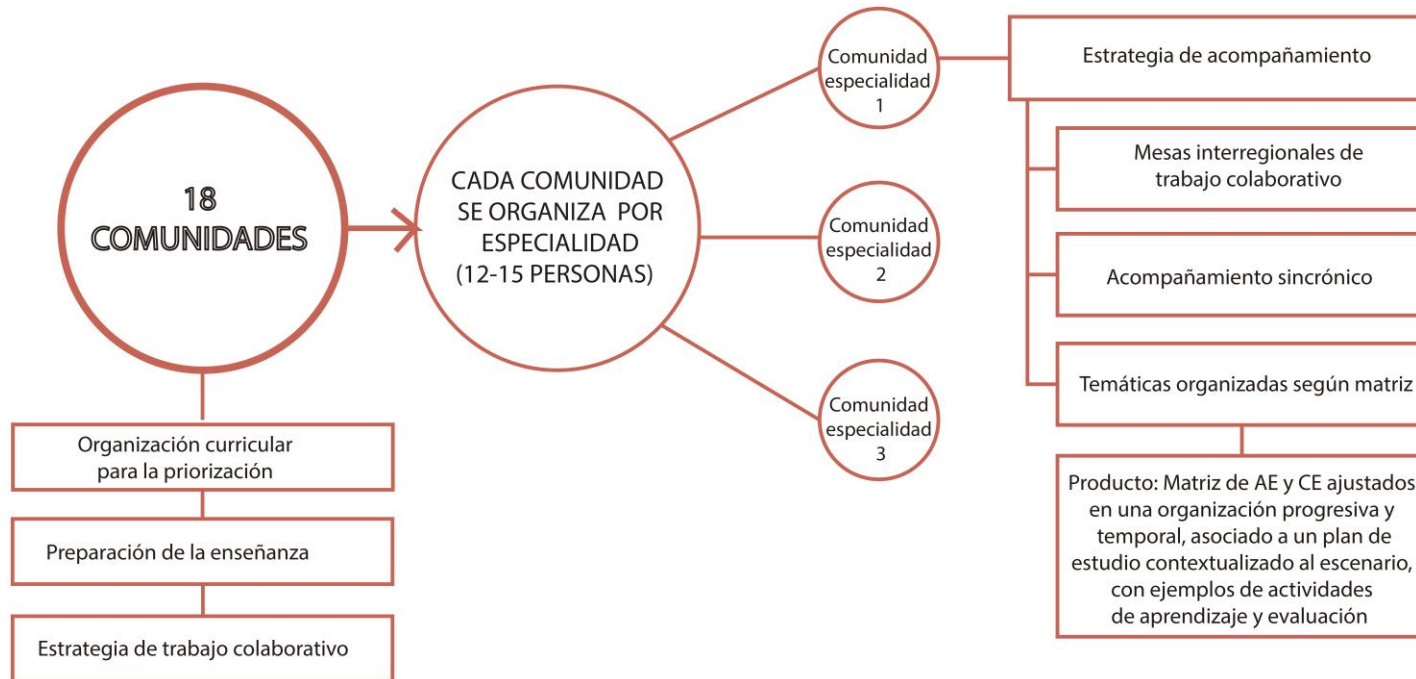 18
COMUNIDADES
Organización curricular
para la priorización
Preparación de la enseñanza
Estrategia de trabajo colaborativo
CADA COMUNIDAD
SE ORGANIZA POR
ESPECIALIDAD
(12-15 PERSONAS)
Comunidad
especialidad
1
Comunidad
especialidad
2
Comunidad
especialidad
3
Estrategia de acompañamiento
Mesas interregionales de
trabajo colaborativo
Acompañamiento sincrónico
Temáticas organizadas según matriz
Producto: Matriz de AE y CE ajustados
en una organización progresiva y
temporal, asociado a un plan de
estudio contextualizado al escenario,
con ejemplos de actividades
de aprendizaje y evaluación